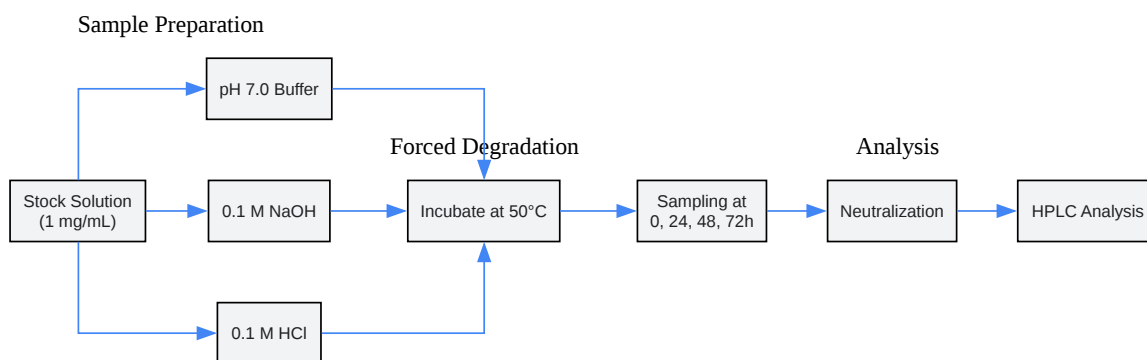 Sample Preparation
pH 7.0 Buffer
Forced Degradation
Analysis
Stock Solution
(1 mg/mL)
0.1 M NaOH
Incubate at 50°C
Sampling at
0, 24, 48, 72h
Neutralization
HPLC Analysis
0.1 M HCl